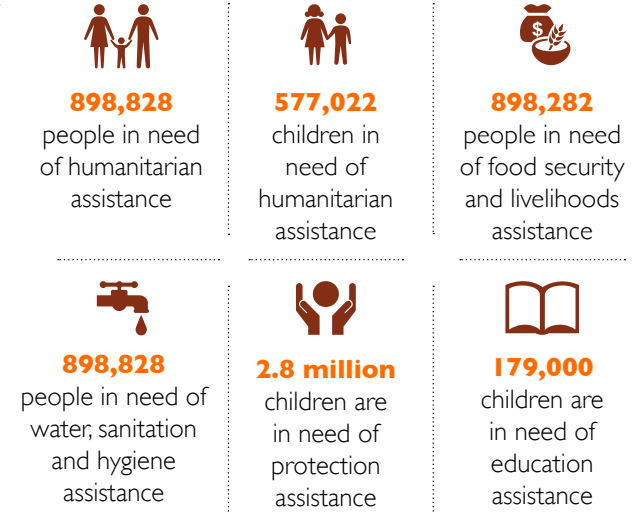 898,828
people in need
of humanitarian
assistance
577,022
children in
need of
humanitarian
assistance
$
898,282
people in need
of food security
and livelihoods
assistance
898,828
people in need of
water, sanitation
and hygiene
assistance
2.8 million
children are
in need of
protection
assistance
179,000
children are
in need of
education
assistance